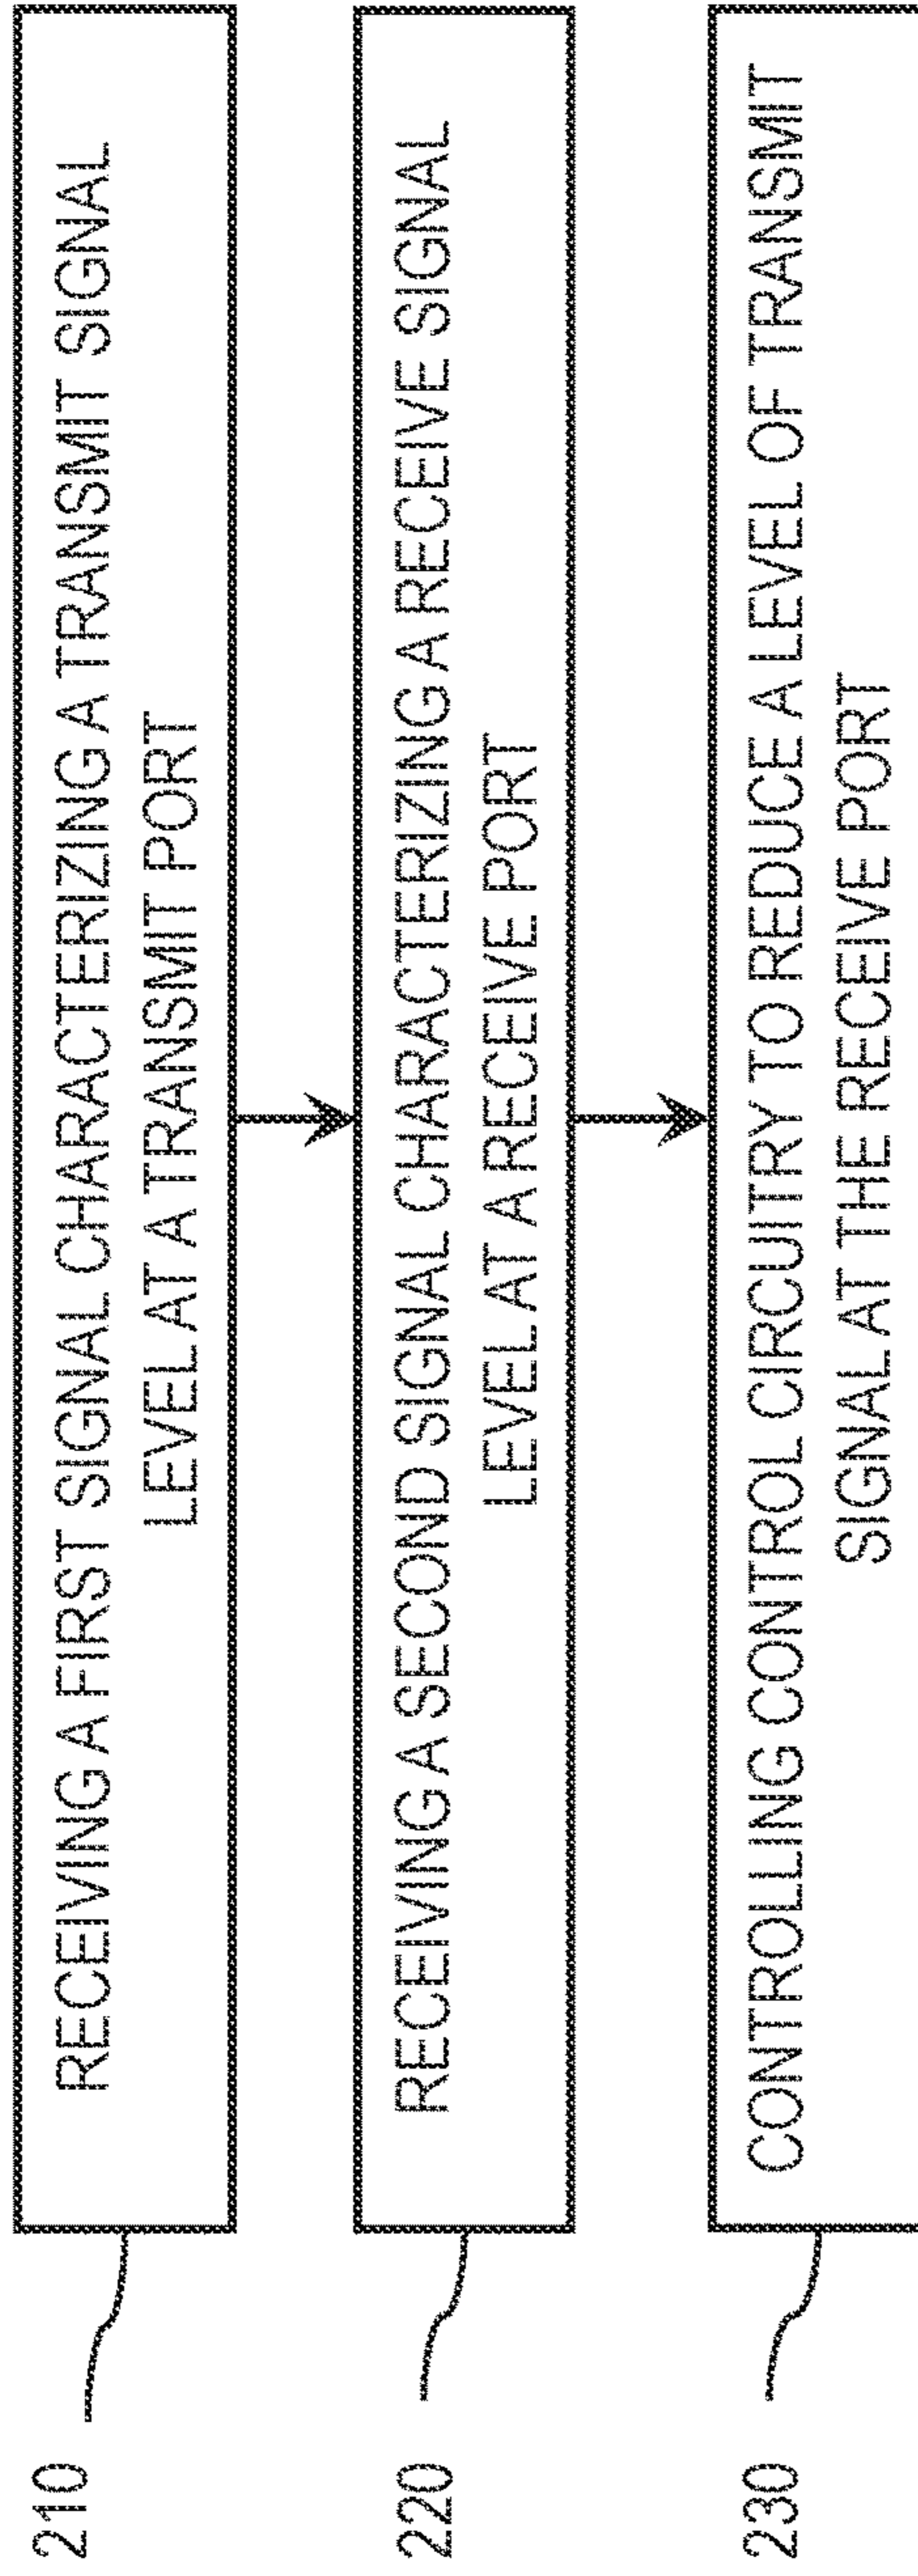 210
RECEIVING A FIRST SIGNAL CHARACTERIZING A TRANSMIT SIGNAL
LEVEL AT A TRANSMIT PORT
220
RECEIVING A SECOND SIGNAL CHARACTERIZING A RECEIVE SIGNAL
LEVEL AT A RECEIVE PORT
230
CONTROLLING CONTROL CIRCUITRY TO REDUCE A LEVEL OF TRANSMIT
SIGNAL AT THE RECEIVE PORT